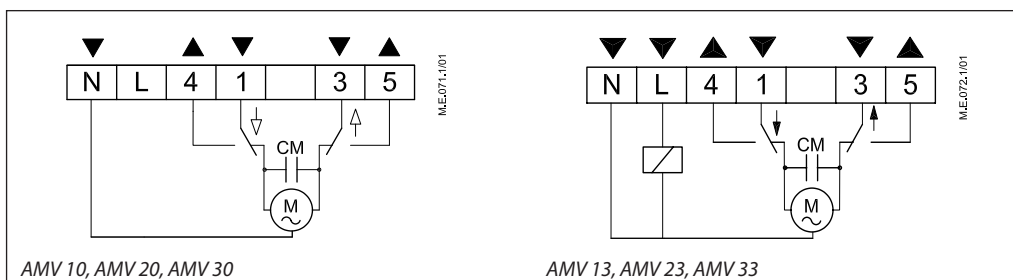 N L 4 1 3 5
M.E.071.1/01
CM
M
AMV 10, AMV 20, AMV 30
N L 4 1 3 5
M.E.072.1/01
CM
M
AMV 13, AMV 23, AMV 33